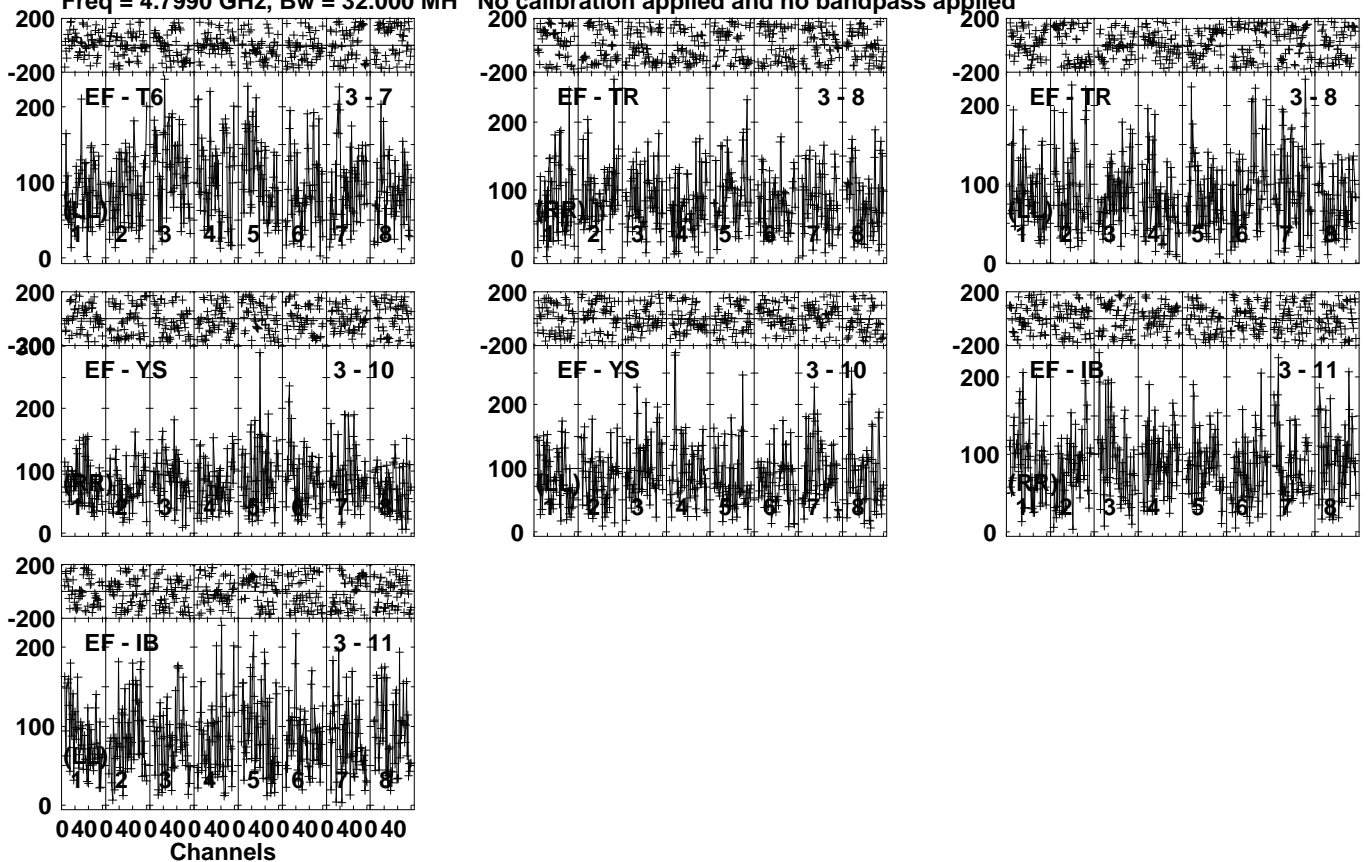 Freq = 4.7990 GHz, Bw = 32.000 MH No calibration applied and no bandpass applied
200 200 200
-200 -200 -200
EF - T6 3 - 7 EF - TR 3 - 8 EF - TR 3 - 8
200 200 200
100 100 100
(LL) (RR) (LL)
1 2 3 4 5 6 7 8 1 2 3 4 5 6 7 8 1 2 3 4 5 6 7 8
0 0 0
200 200 200
-200 -200 -200
300
EF - YS 3 - 10 EF - YS 3 - 10 EF - IB 3 - 11
200 200 200
100 100 100
(RR) (LL) (RR)
1 2 3 4 5 6 7 8 1 2 3 4 5 6 7 8 1 2 3 4 5 6 7 8
0 0 0
200
-200
EF - IB 3 - 11
200
100
(LL)
1 2 3 4 5 6 7 8
0
0 40 0 40 0 40 0 40 0 40 0 40 0 40 0 40
Channels